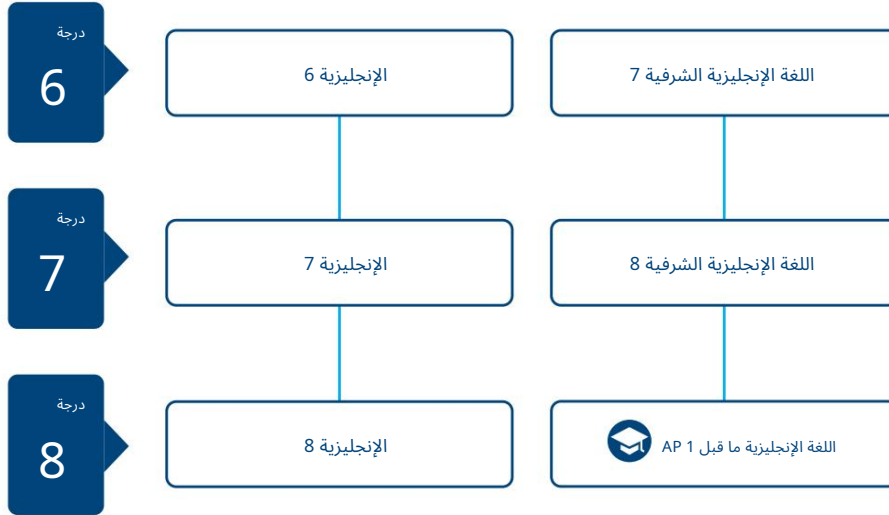 درجة
6
الإنجليزية 6
اللغة الإنجليزية الشرفية 7
درجة
7
الإنجليزية 7
اللغة الإنجليزية الشرفية 8
درجة
8
الإنجليزية 8
اللغة الإنجليزية ما قبل AP 1